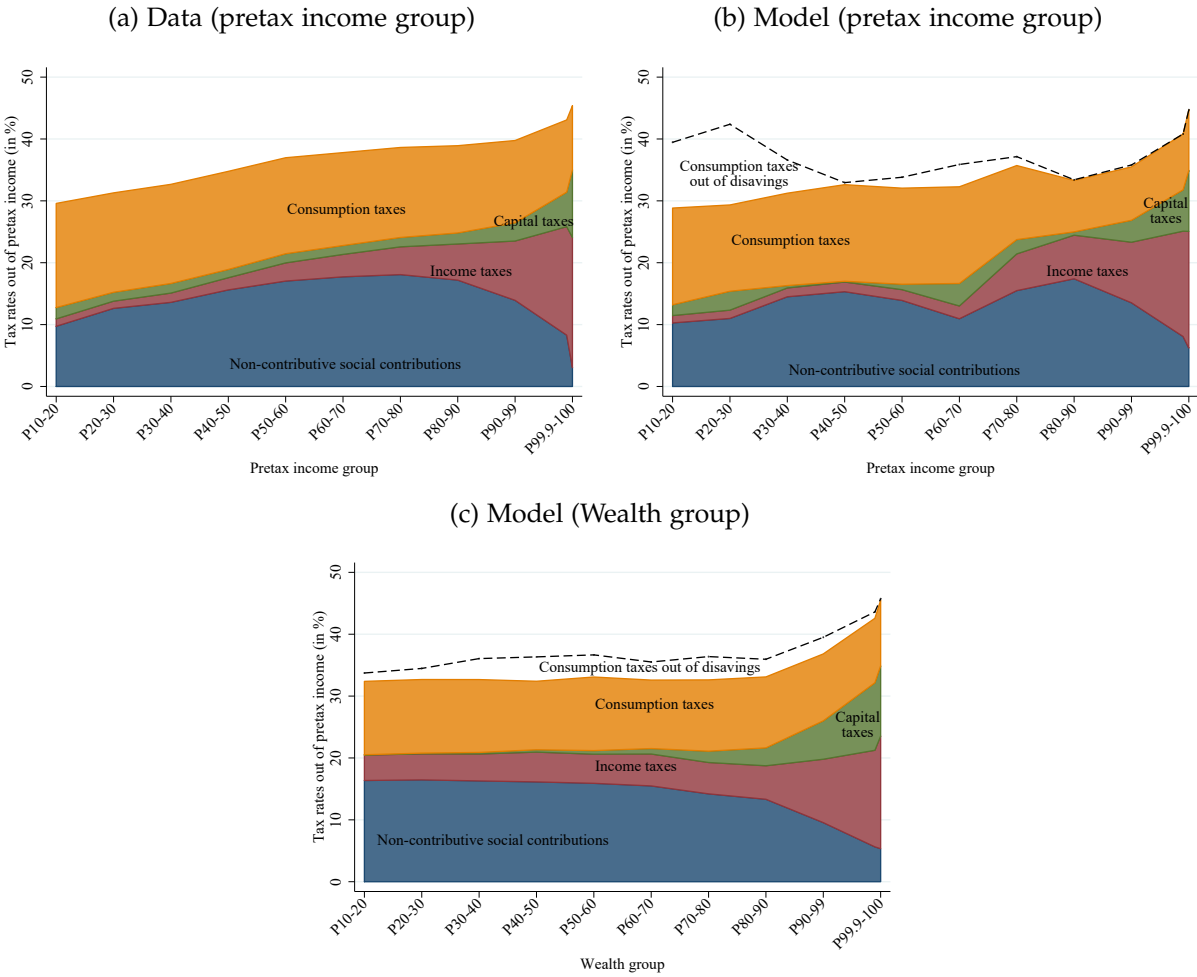 (a) Data (pretax income group)
Tax rates out of pretax income (in %)
50
40
30
20
10
0
Consumption taxes
Capital taxes
Income taxes
Non-contributive social contributions
P10-20
P20-30
P30-40
P40-50
P50-60
P60-70
P70-80
P80-90
P90-99
P99.9-100
Pretax income group
(b) Model (pretax income group)
Tax rates out of pretax income (in %)
50
40
30
20
10
0
Consumption taxes
out of disavings
Consumption taxes
Capital
taxes
Income taxes
Non-contributive social contributions
P10-20
P20-30
P30-40
P40-50
P50-60
P60-70
P70-80
P80-90
P90-99
P99.9-100
Pretax income group
(c) Model (Wealth group)
Tax rates out of pretax income (in %)
50
40
30
20
10
0
Consumption taxes out of disavings
Consumption taxes
Capital
taxes
Income taxes
Non-contributive social contributions
P10-20
P20-30
P30-40
P40-50
P50-60
P60-70
P70-80
P80-90
P90-99
P99.9-100
Wealth group